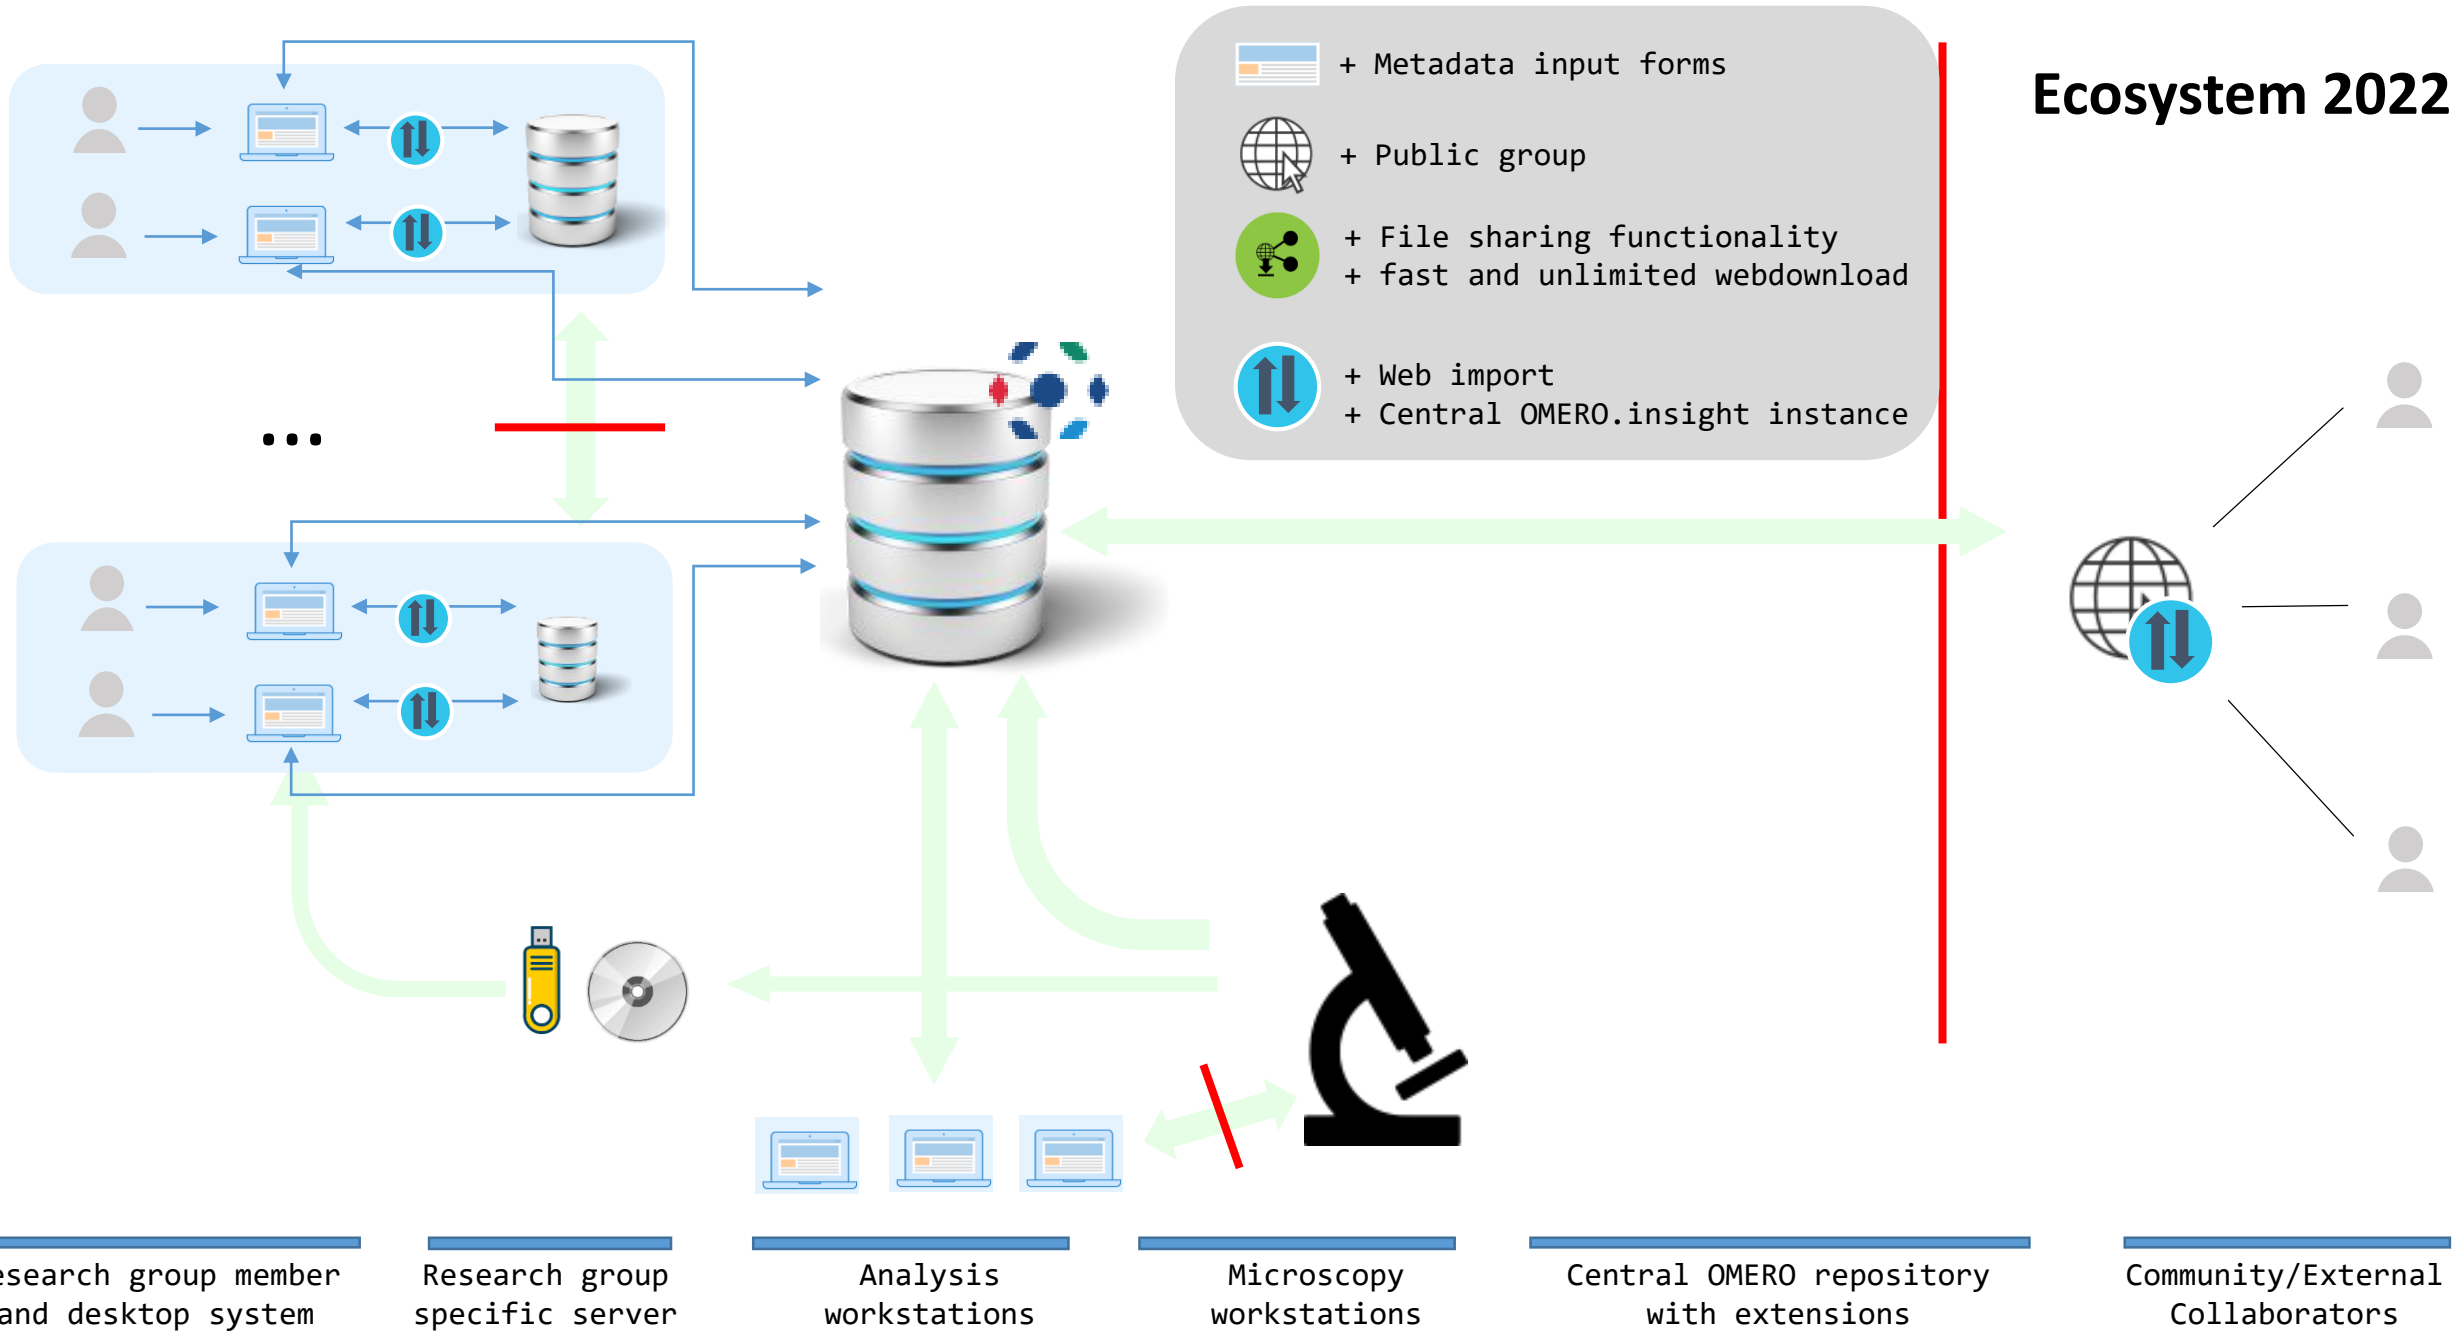 Ecosystem 2022
+ Metadata input forms
+ Public group
+ File sharing functionality
+ fast and unlimited webdownload
+ Web import
+ Central OMERO.insight instance
...
esearch group member
and desktop system
Research group
specific server
Analysis
workstations
Microscopy
workstations
Central OMERO repository
with extensions
Community/External
Collaborators